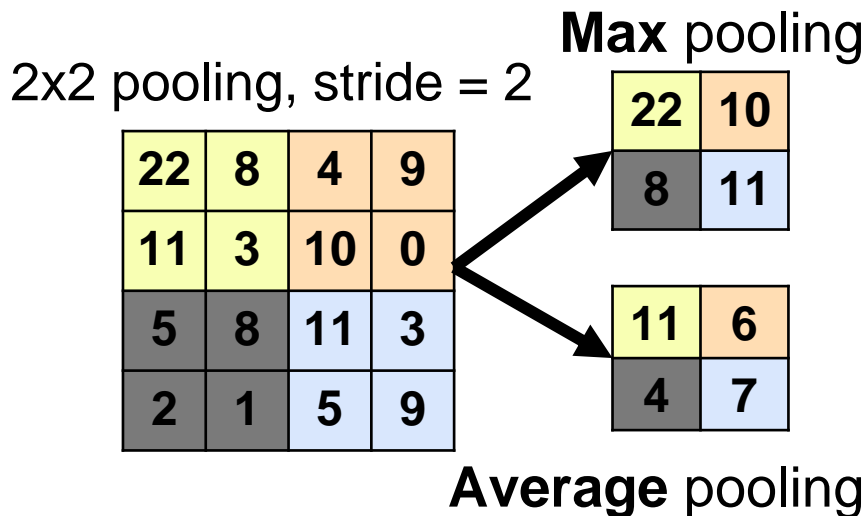 Max pooling
2x2 pooling, stride = 2
22 10
8 11
22 8 4 9
11 3 10 0
5 8 11 3
2 1 5 9
11 6
4 7
Average pooling